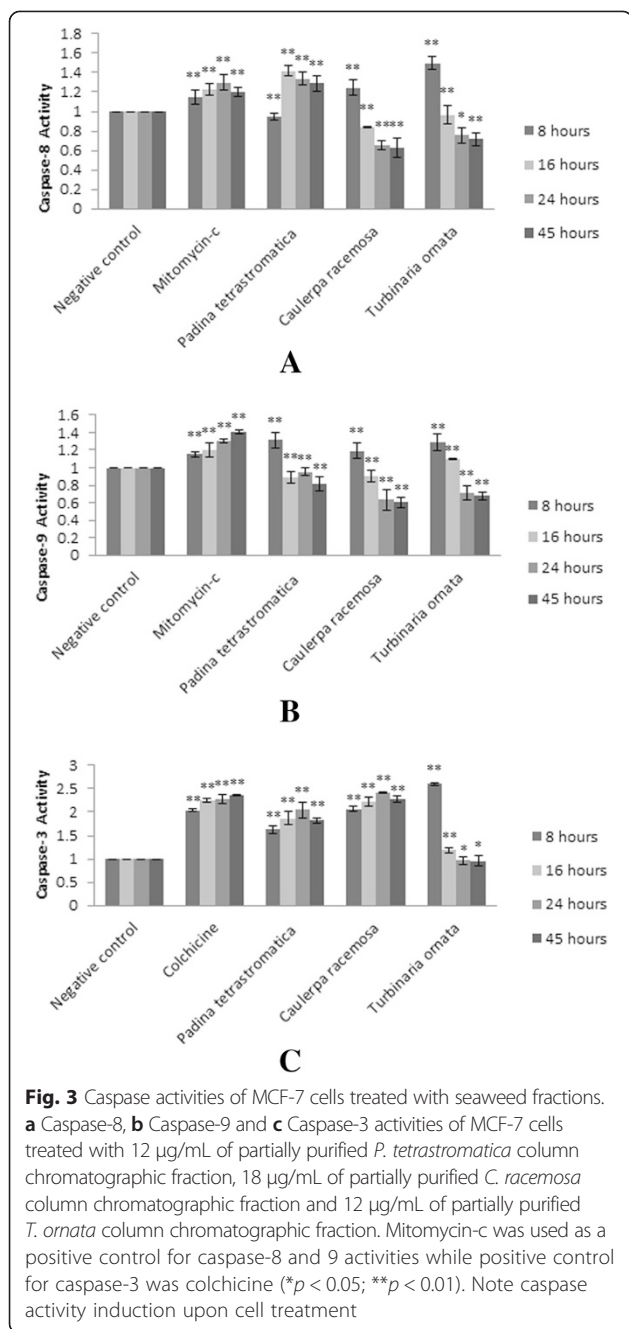 1.8
1.6
1.4
1.2
1
0.8
0.6
0.4
0.2
0
Caspase-8 Activity
** ** ** **
** ** ** **
** ** ** **
** ** * **
8 hours
16 hours
24 hours
45 hours
Negative control
Mitomycin-c
Padina tetrastromatica
Caulerpa racemosa
Turbinaria ornata
A
1.6
1.4
1.2
1
0.8
0.6
0.4
0.2
0
Caspase-9 Activity
** ** ** **
** ** ** **
** ** ** **
** ** ** **
8 hours
16 hours
24 hours
45 hours
Negative control
Mitomycin-c
Padina tetrastromatica
Caulerpa racemosa
Turbinaria ornata
B
3
2.5
2
1.5
1
0.5
0
Caspase-3 Activity
** ** ** **
** ** ** **
** ** ** **
** ** * *
8 hours
16 hours
24 hours
45 hours
Negative control
Colchicine
Padina tetrastromatica
Caulerpa racemosa
Turbinaria ornata
C
Fig. 3 Caspase activities of MCF-7 cells treated with seaweed fractions.
a Caspase-8, b Caspase-9 and c Caspase-3 activities of MCF-7 cells
treated with 12 μg/mL of partially purified P. tetrastromatica column
chromatographic fraction, 18 μg/mL of partially purified C. racemosa
column chromatographic fraction and 12 μg/mL of partially purified
T. ornata column chromatographic fraction. Mitomycin-c was used as a
positive control for caspase-8 and 9 activities while positive control
for caspase-3 was colchicine (*p < 0.05; **p < 0.01). Note caspase
activity induction upon cell treatment